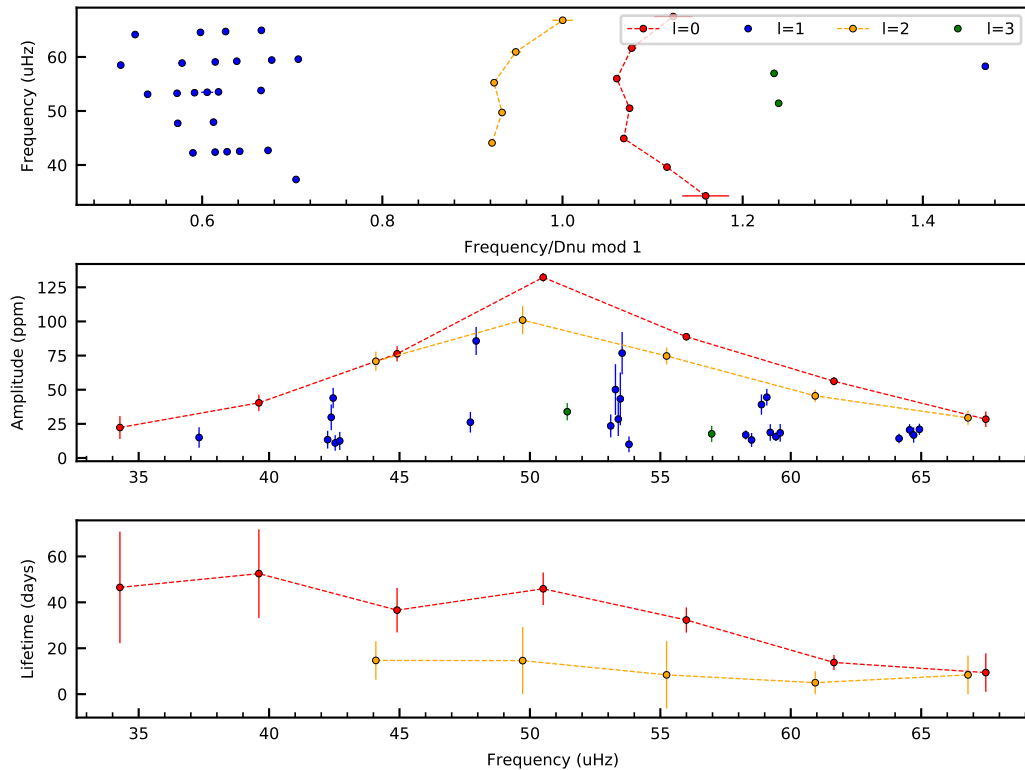 l=0 l=1 l=2 l=3
Frequency (uHz)
60
50
40
0.6 0.8 1.0 1.2 1.4
Frequency/Dnu mod 1
Amplitude (ppm)
125
100
75
50
25
0
35 40 45 50 55 60 65
Lifetime (days)
60
40
20
0
35 40 45 50 55 60 65
Frequency (uHz)